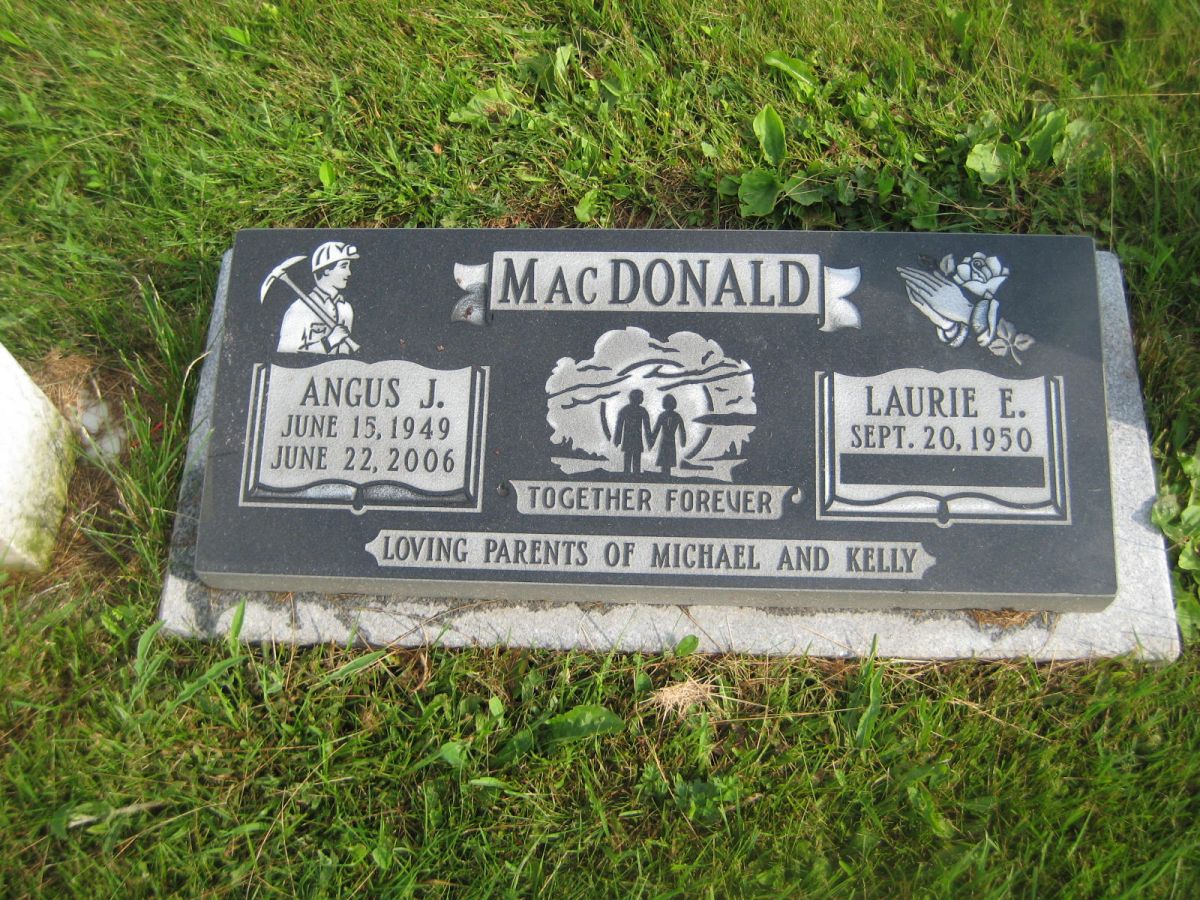 MacDONALD
ANGUS J.
JUNE 15, 1949
JUNE 22, 2006
LAURIE E.
SEPT. 20, 1950
TOGETHER FOREVER
LOVING PARENTS OF MICHAEL AND KELLY